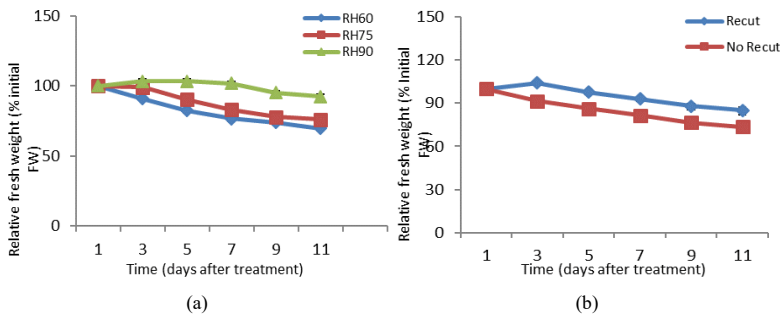 150
100
50
0
Relative fresh weight (% initial
FW)
RH60
RH75
RH90
1 3 5 7 9 11
Time (days after treatment)
(a)
150
120
90
60
30
0
Relative fresh weight (% Initial
FW)
Recut
No Recut
1 3 5 7 9 11
Time (days after treatment)
(b)